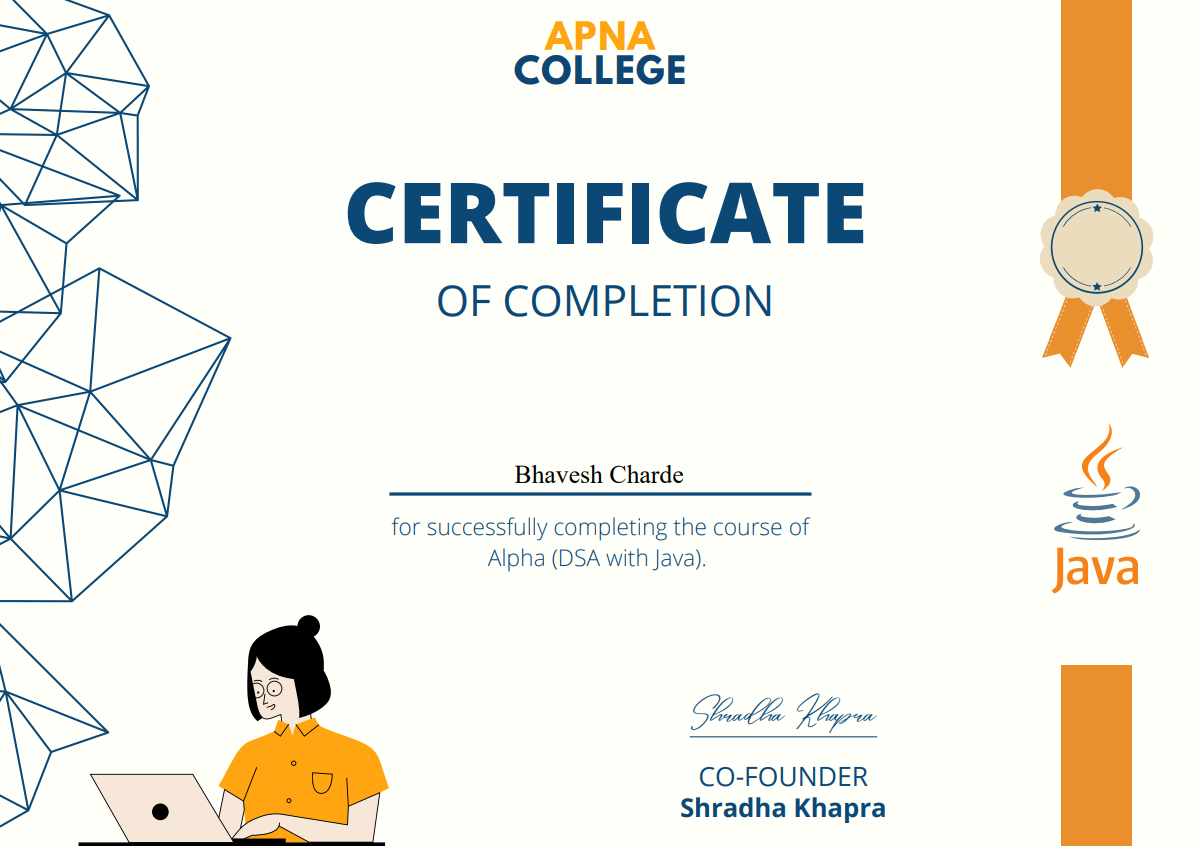 APNA
COLLEGE
CERTIFICATE
OF COMPLETION
Bhavesh Charde
for successfully completing the course of
Alpha (DSA with Java).
Java
Shradha Khapra
CO-FOUNDER
Shradha Khapra